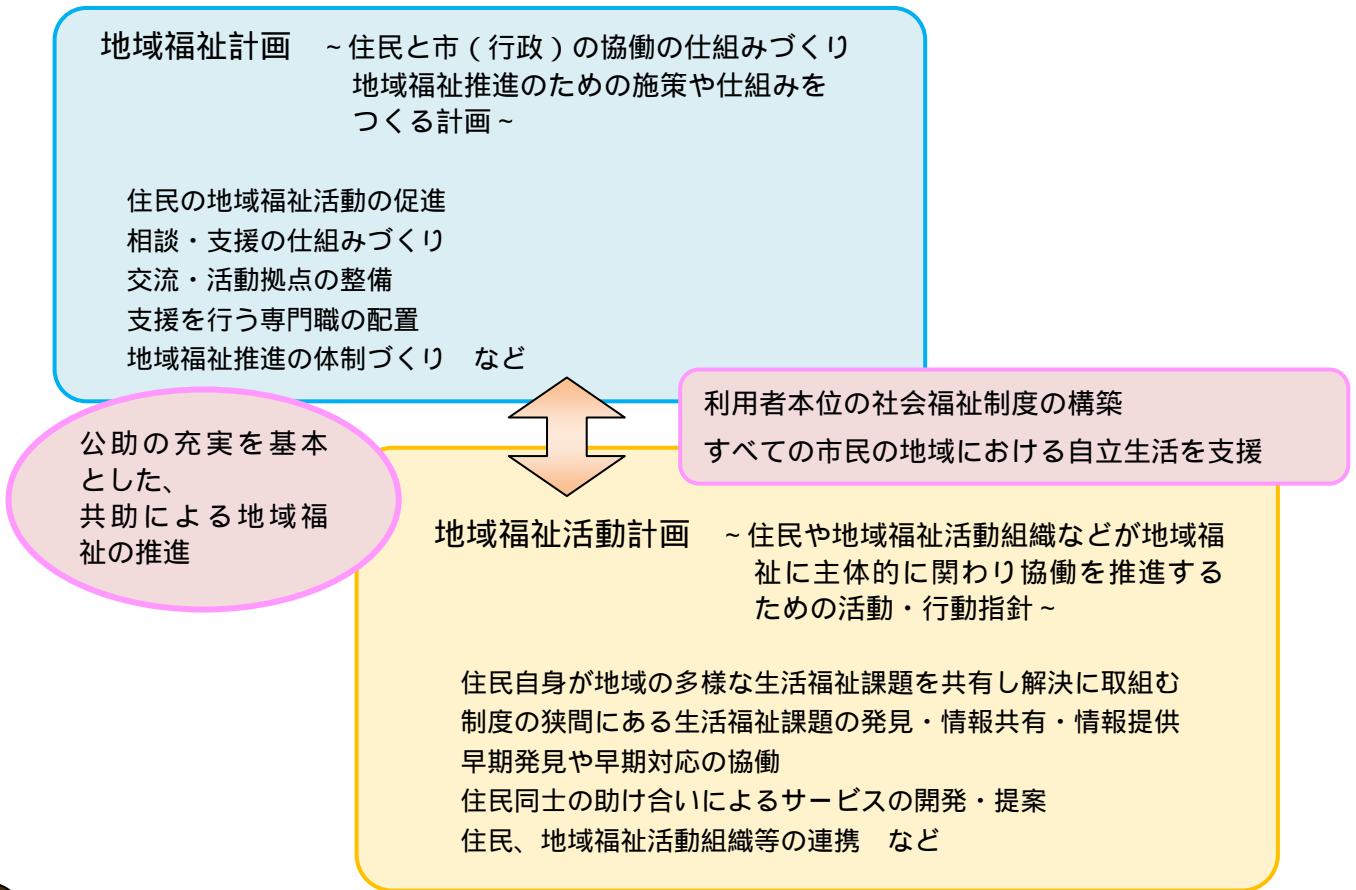 地域福祉計画　~住民と市(行政)の協働の仕組みづくり
地域福祉推進のための施策や仕組みを
つくる計画~
住民の地域福祉活動の促進
相談・支援の仕組みづくり
交流・活動拠点の整備
支援を行う専門職の配置
地域福祉推進の体制づくり　など
利用者本位の社会福祉制度の構築
すべての市民の地域における自立生活を支援
公助の充実を基本
とした、
共助による地域福
祉の推進
地域福祉活動計画　~住民や地域福祉活動組織などが地域福
祉に主体的に関わり協働を推進する
ための活動・行動指針~
住民自身が地域の多様な生活福祉課題を共有し解決に取組む
制度の狭間にある生活福祉課題の発見・情報共有・情報提供
早期発見や早期対応の協働
住民同士の助け合いによるサービスの開発・提案
住民、地域福祉活動組織等の連携　など